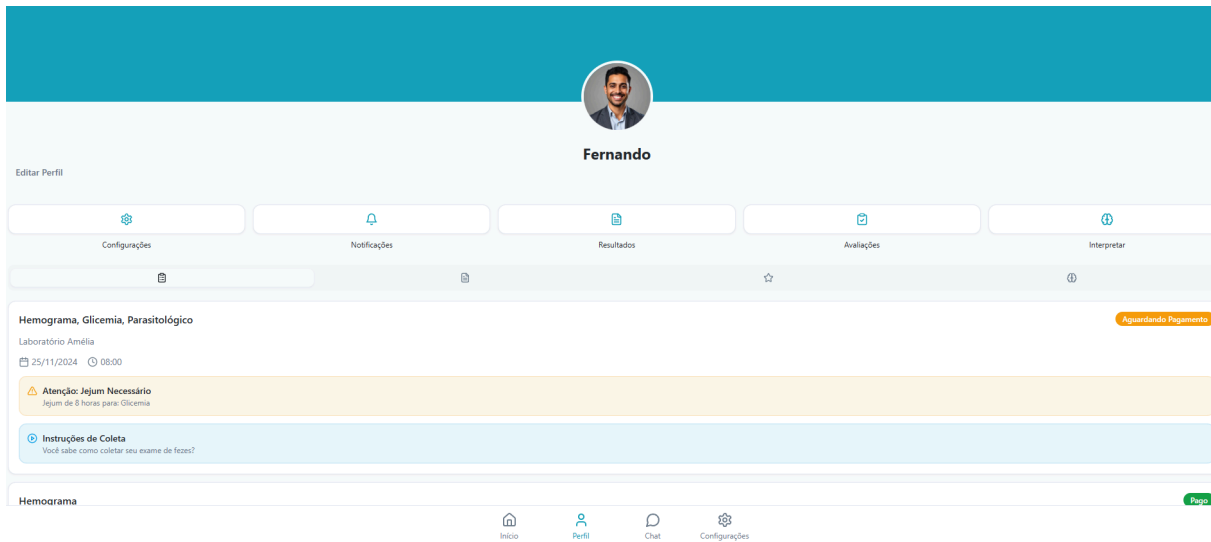 Fernando
Editar Perfil
Configurações
Notificações
Resultados
Avaliações
Interpretar
Hemograma, Glicemia, Parasitológico
Aguardando Pagamento
Laboratório Amélia
25/11/2024 08:00
Atenção: Jejum Necessário
Jejum de 8 horas para: Glicemia
Instruções de Coleta
Você sabe como coletar seu exame de fezes?
Hemograma
Pago
Início
Perfil
Chat
Configurações